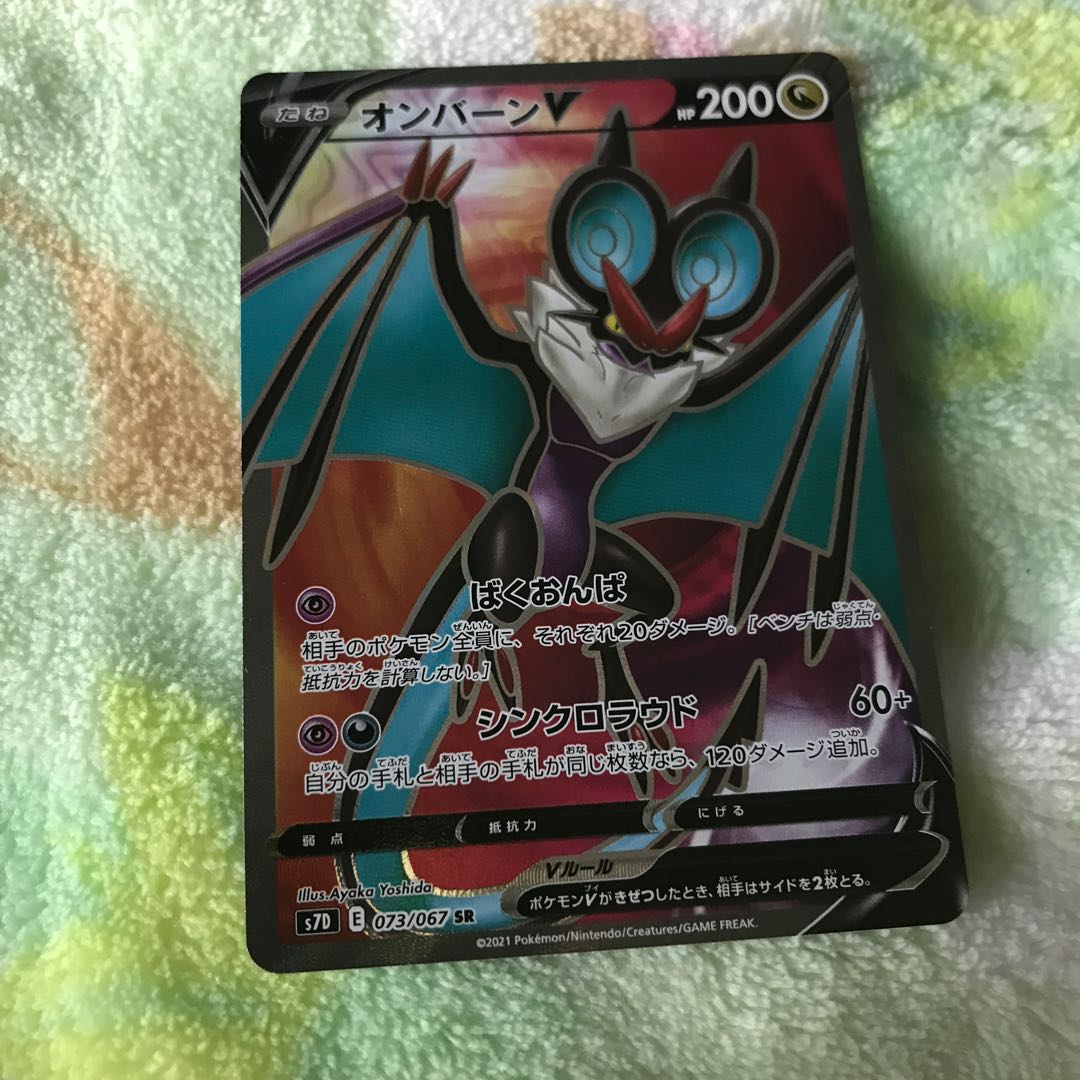 たね オンバーンV HP200
ばくおんぱ
相手のポケモン全員に、それぞれ20ダメージ。[ベンチは弱点・
抵抗力を計算しない。]
シンクロラウド 60+
自分の手札と相手の手札が同じ枚数なら、120ダメージ追加。
弱点 抵抗力 にげる
Vルール
ポケモンVがきぜつしたとき、相手はサイドを2枚とる。
Illus.Ayaka Yoshida
s7D E 073/067 SR
©2021 Pokémon/Nintendo/Creatures/GAME FREAK.